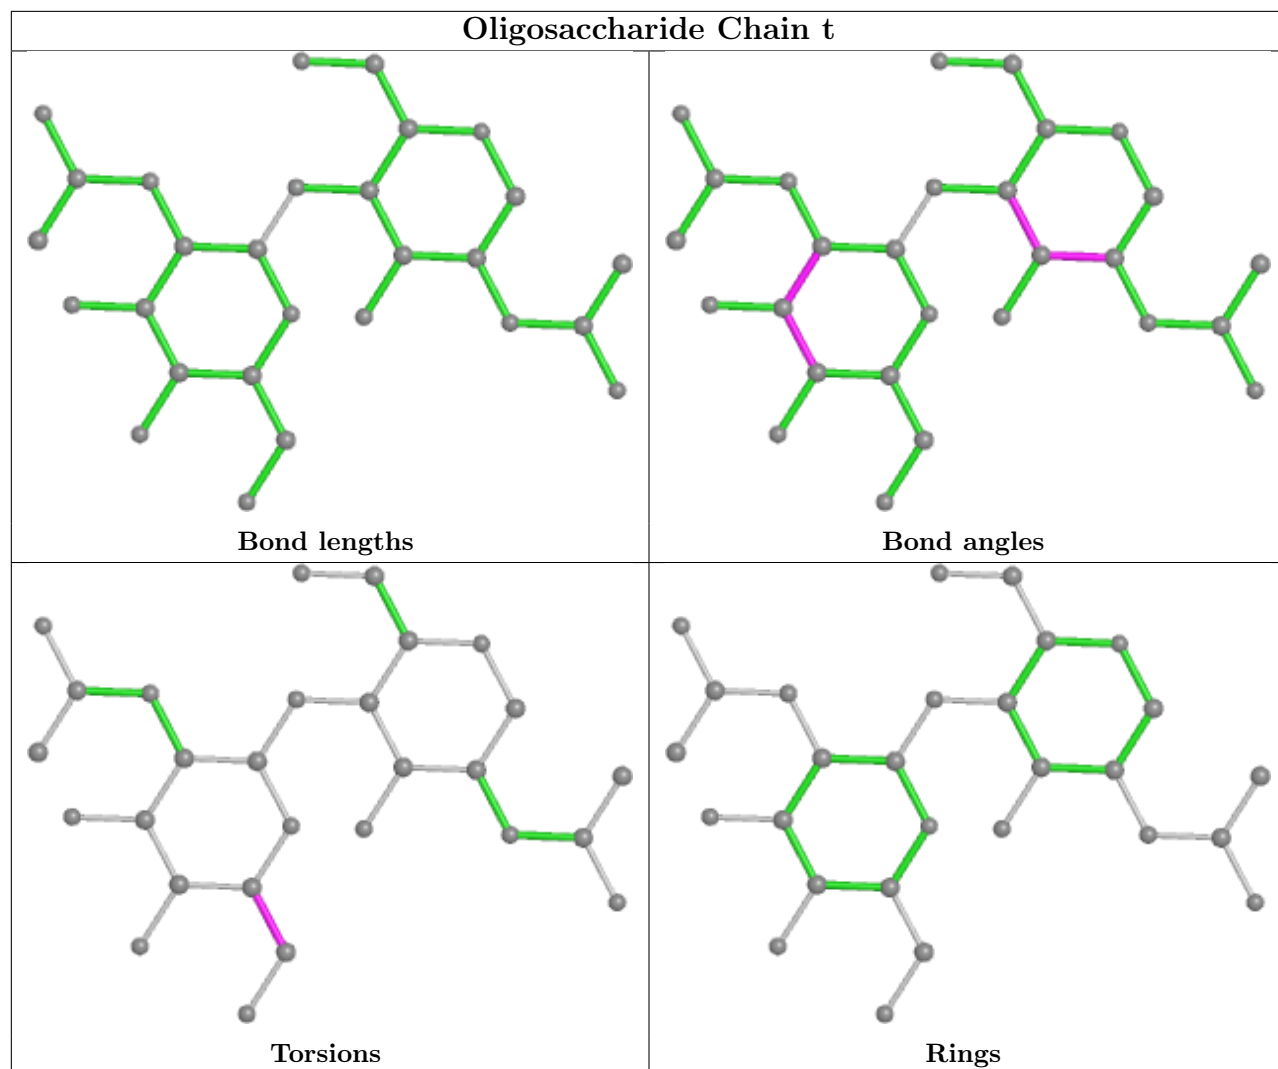 Oligosaccharide Chain t
Bond lengths
Bond angles
Torsions
Rings